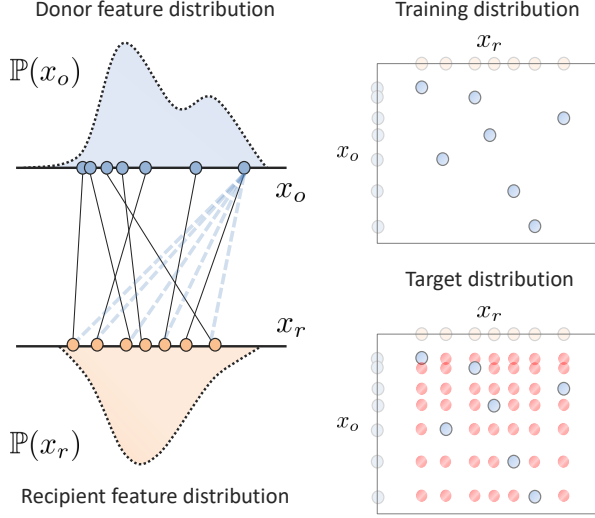 Donor feature distribution
ℙ(x_o)
x_o
x_r
ℙ(x_r)
Recipient feature distribution
Training distribution
x_r
x_o
Target distribution
x_r
x_o